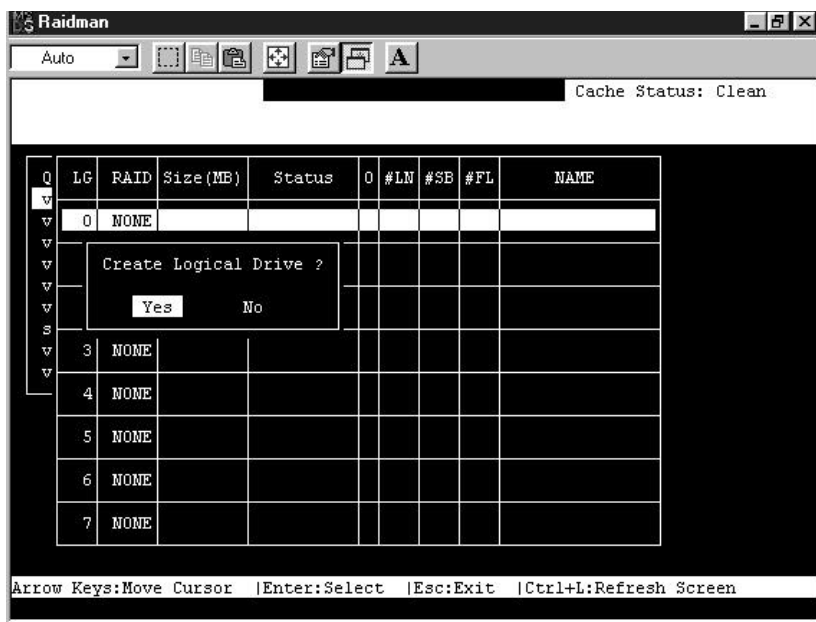 Raidman
Auto
A
Cache Status: Clean
Q LG RAID Size(MB) Status O #LN #SB #FL NAME
v
v 0 NONE
v
v Create Logical Drive ?
v
v Yes No
s
v 3 NONE
v
4 NONE
5 NONE
6 NONE
7 NONE
Arrow Keys:Move Cursor |Enter:Select |Esc:Exit |Ctrl+L:Refresh Screen